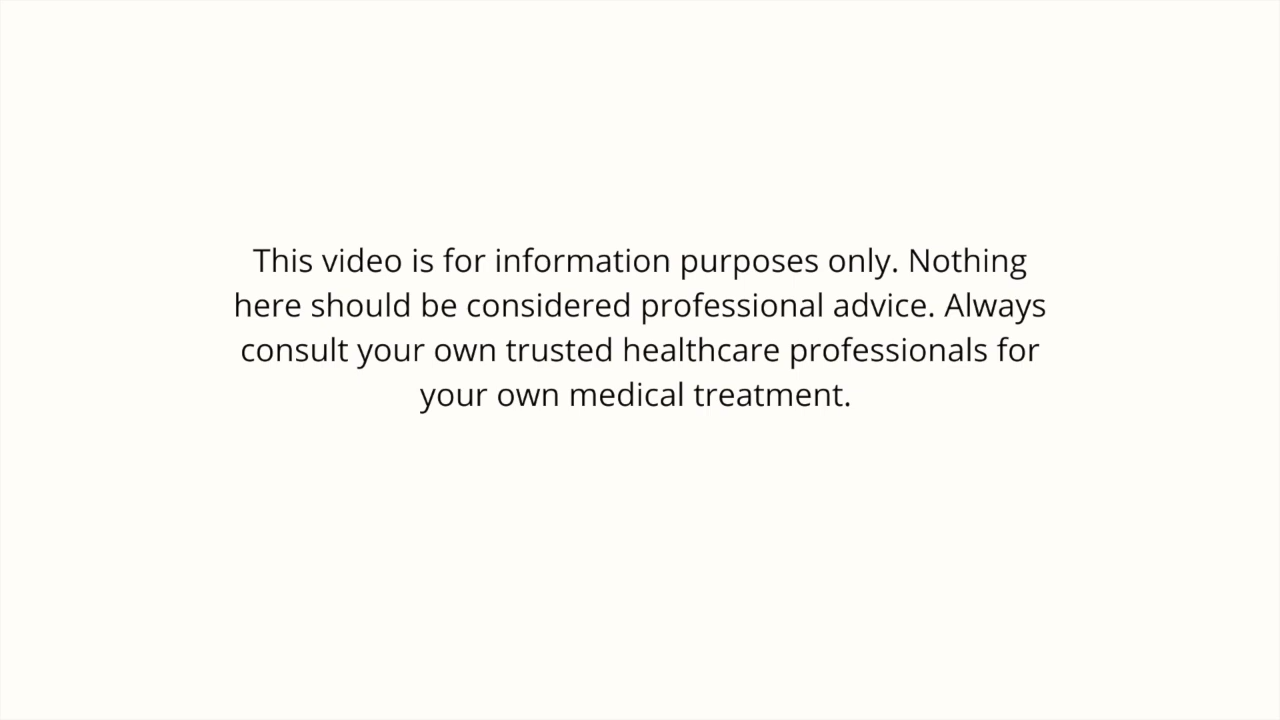 This video is for information purposes only. Nothing
here should be considered professional advice. Always
consult your own trusted healthcare professionals for
your own medical treatment.